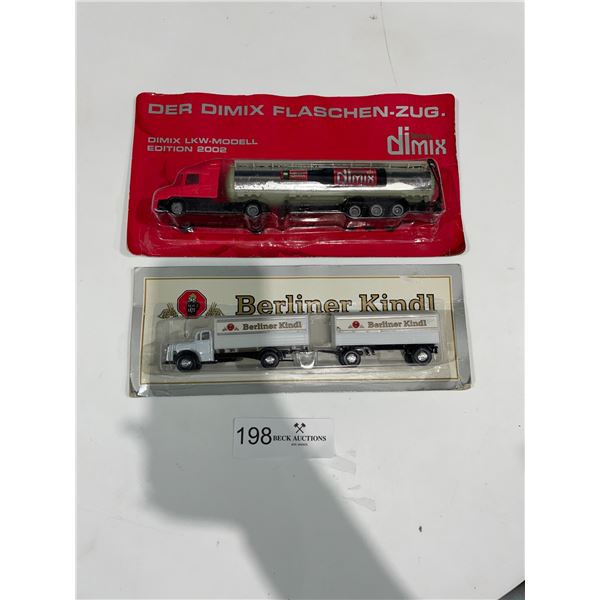 DER DIMIX FLASCHEN-ZUG.
DIMIX LKW-MODELL
EDITION 2002
dimix
dimix
Berliner Kindl
Berliner Kindl
Berliner Kindl
198
BECK AUCTIONS